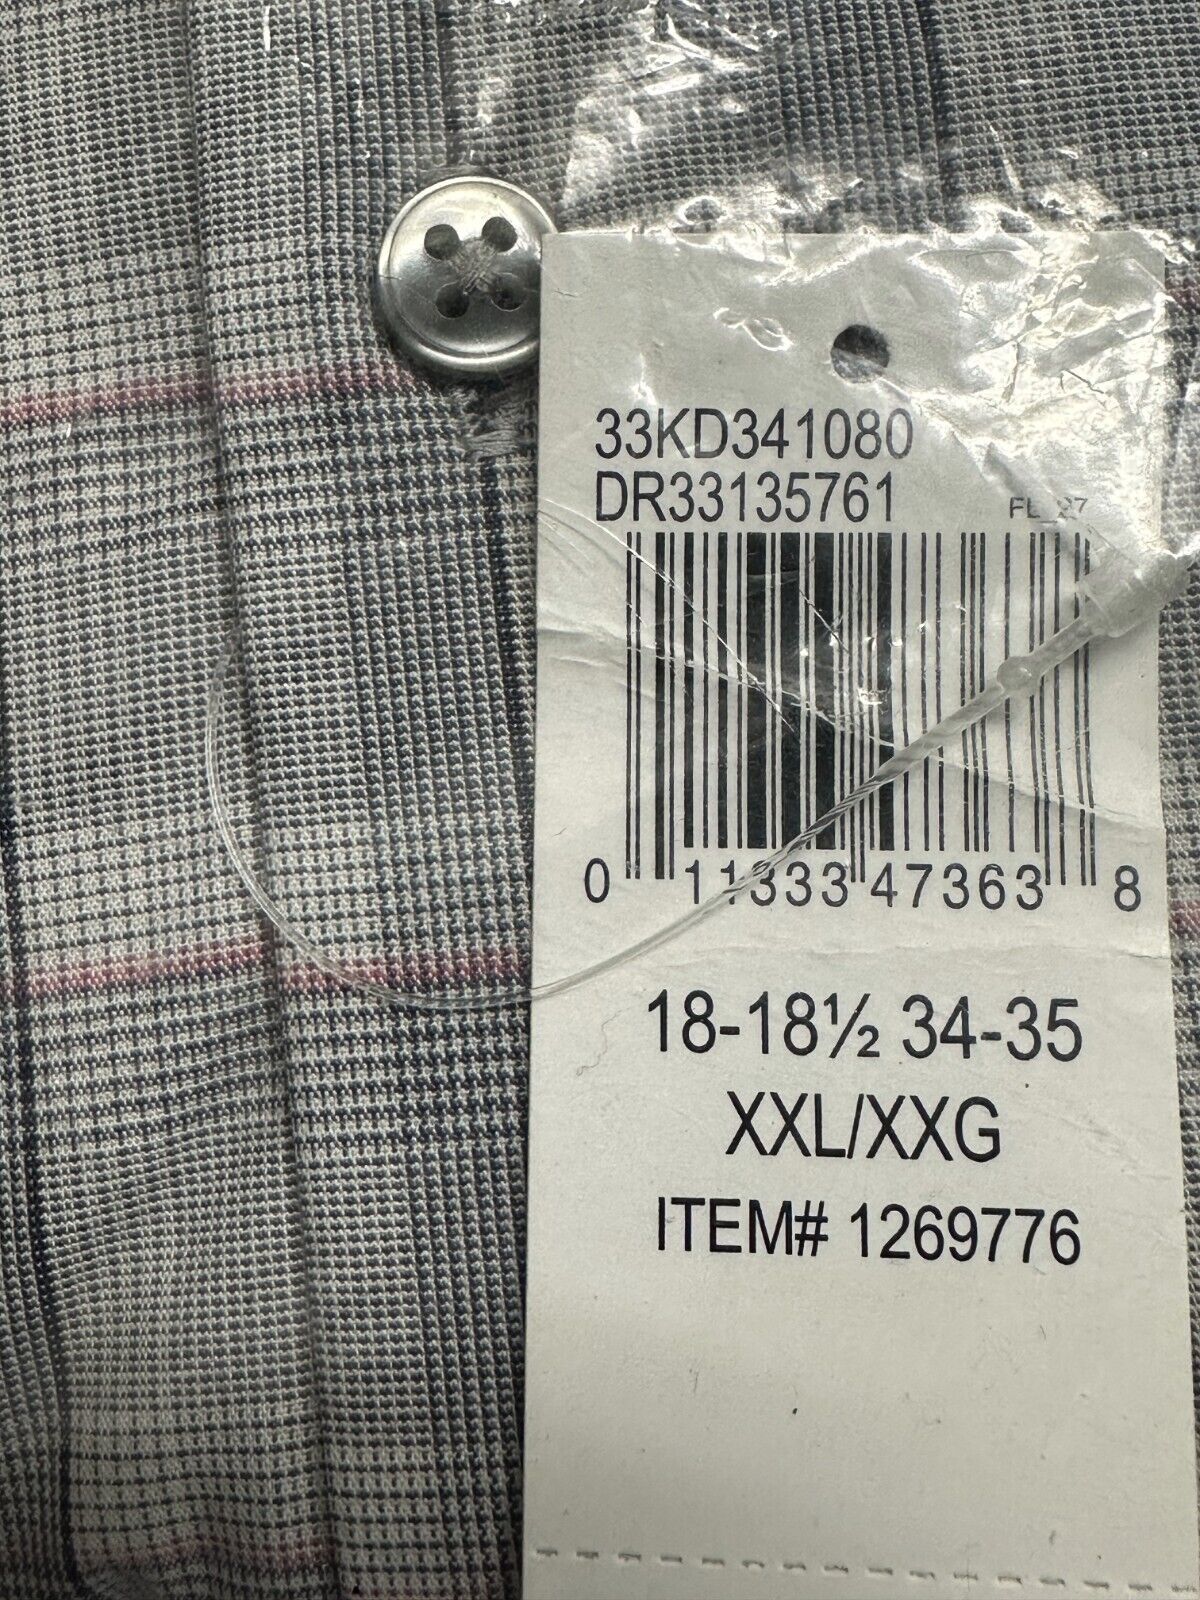 33KD341080
DR33135761
0 11333 47363 8
18-18½ 34-35
XXL/XXG
ITEM# 1269776